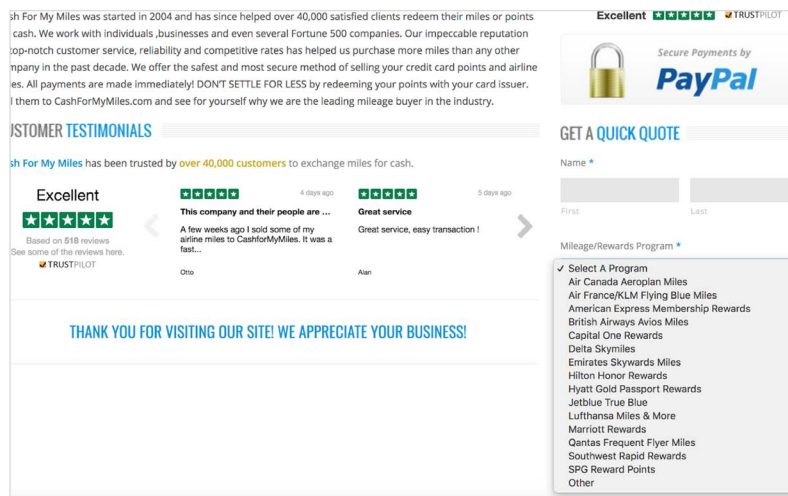 sh For My Miles was started in 2004 and has since helped over 40,000 satisfied clients redeem their miles or points
cash. We work with individuals ,businesses and even several Fortune 500 companies. Our impeccable reputation
top-notch customer service, reliability and competitive rates has helped us purchase more miles than any other
mpany in the past decade. We offer the safest and most secure method of selling your credit card points and airline
es. All payments are made immediately! DON'T SETTLE FOR LESS by redeeming your points with your card issuer.
l them to CashForMyMiles.com and see for yourself why we are the leading mileage buyer in the industry.
USTOMER TESTIMONIALS
sh For My Miles has been trusted by over 40,000 customers to exchange miles for cash.
Excellent
Based on 518 reviews
See some of the reviews here.
TRUSTPILOT
4 days ago
This company and their people are ...
A few weeks ago I sold some of my
airline miles to CashforMyMiles. It was a
fast...
Otto
5 days ago
Great service
Great service, easy transaction !
Alan
THANK YOU FOR VISITING OUR SITE! WE APPRECIATE YOUR BUSINESS!
Excellent TRUSTPILOT
Secure Payments by
PayPal
GET A QUICK QUOTE
Name *
First Last
Mileage/Rewards Program *
✓ Select A Program
Air Canada Aeroplan Miles
Air France/KLM Flying Blue Miles
American Express Membership Rewards
British Airways Avios Miles
Capital One Rewards
Delta Skymiles
Emirates Skywards Miles
Hilton Honor Rewards
Hyatt Gold Passport Rewards
Jetblue True Blue
Lufthansa Miles & More
Marriott Rewards
Qantas Frequent Flyer Miles
Southwest Rapid Rewards
SPG Reward Points
Other